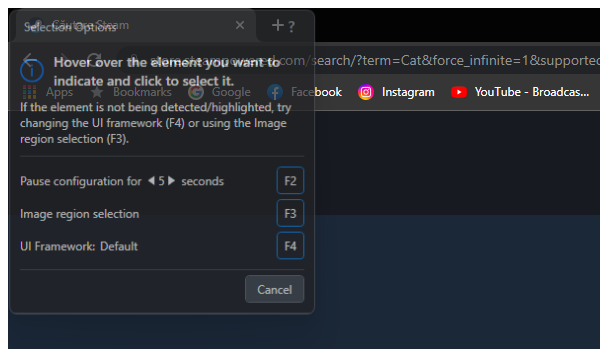 Selection Options
Căutare Steam
?
Hover over the element you want to
indicate and click to select it.
powered.com/search/?term=Cat&force_infinite=1&supported
Apps Bookmarks Google Facebook Instagram YouTube - Broadcas...
If the element is not being detected/highlighted, try
changing the UI framework (F4) or using the Image
region selection (F3).
Pause configuration for 5 seconds F2
Image region selection F3
UI Framework: Default F4
Cancel